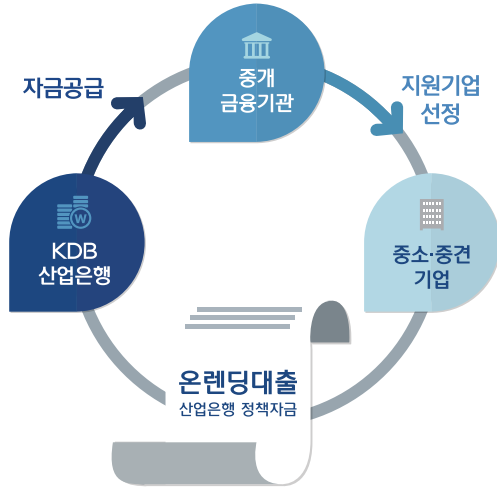 중개
금융기관
자금공급
지원기업
선정
W
KDB
산업은행
중소·중견
기업
온렌딩대출
산업은행 정책자금